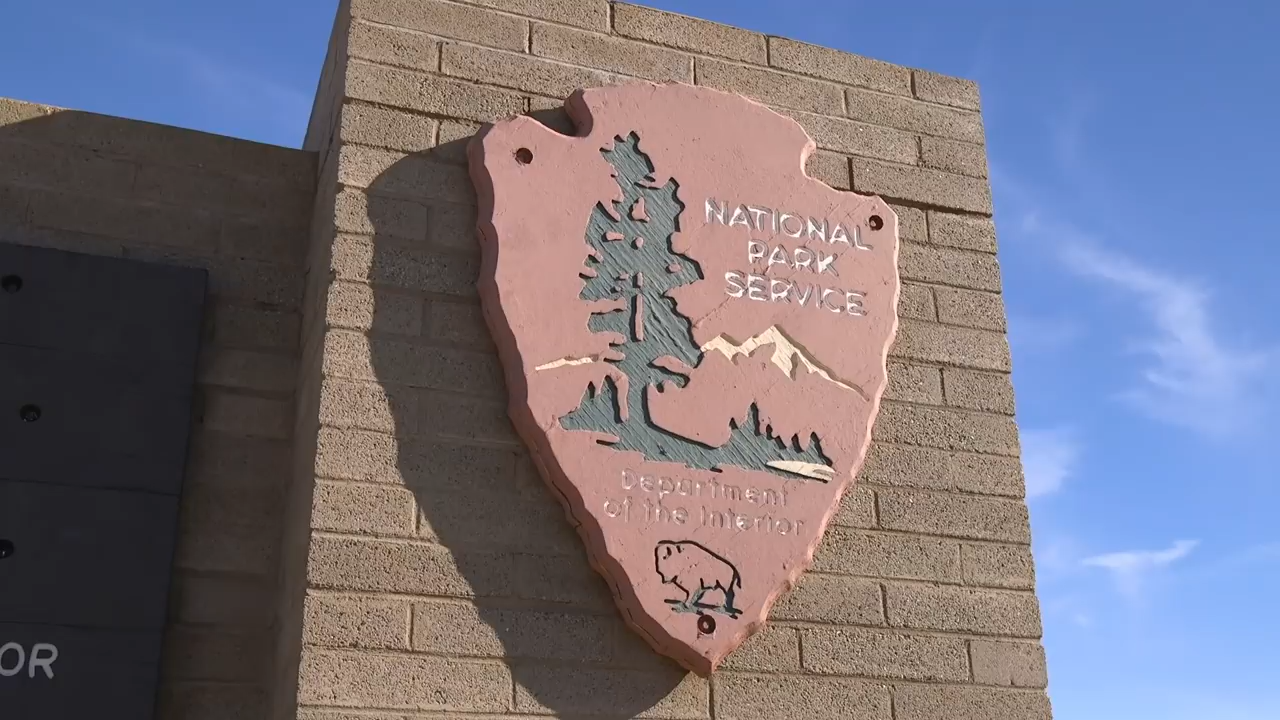 NATIONAL
PARK
SERVICE
Department
of the Interior
OR